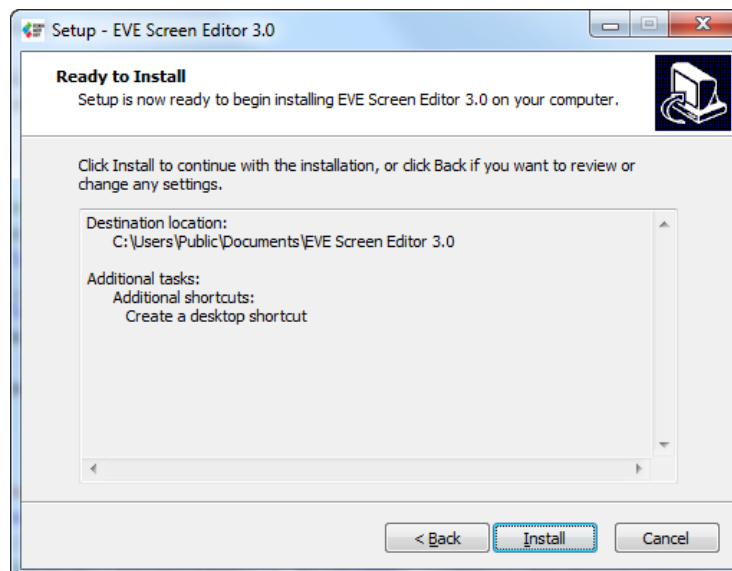 Setup - EVE Screen Editor 3.0
Ready to Install
Setup is now ready to begin installing EVE Screen Editor 3.0 on your computer.
Click Install to continue with the installation, or click Back if you want to review or
change any settings.
Destination location:
C:\Users\Public\Documents\EVE Screen Editor 3.0
Additional tasks:
Additional shortcuts:
Create a desktop shortcut
< Back
Install
Cancel